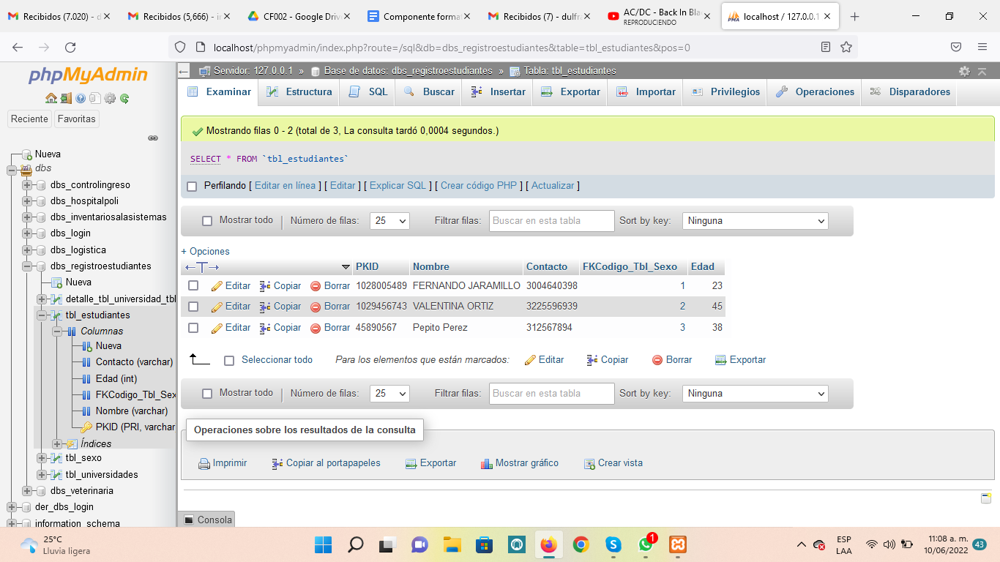 Recibidos (7.020) - d
Recibidos (5,666) - in
CF002 - Google Drive
Componente format
Recibidos (7) - dulfra
AC/DC - Back In Bla
REPRODUCIENDO
localhost / 127.0.0.1
localhost/phpmyadmin/index.php?route=/sql&db=dbs_registroestudiantes&table=tbl_estudiantes&pos=0
phpMyAdmin
Reciente
Favoritas
Nueva
dbs
dbs_controlingreso
dbs_hospitalpoli
dbs_inventariosalasistemas
dbs_login
dbs_logistica
dbs_registroestudiantes
Nueva
detalle_tbl_universidad_tbl
tbl_estudiantes
Columnas
Nueva
Contacto (varchar)
Edad (int)
FKCodigo_Tbl_Sex
Nombre (varchar)
PKID (PRI, varchar
Índices
tbl_sexo
tbl_universidades
dbs_veterinaria
der_dbs_login
information_schema
Servidor: 127.0.0.1 » Base de datos: dbs_registroestudiantes » Tabla: tbl_estudiantes
Examinar Estructura SQL Buscar Insertar Exportar Importar Privilegios Operaciones Disparadores
Mostrando filas 0 - 2 (total de 3, La consulta tardó 0,0004 segundos.)
SELECT * FROM `tbl_estudiantes`
Perfilando [ Editar en línea ] [ Editar ] [ Explicar SQL ] [ Crear código PHP ] [ Actualizar ]
Mostrar todo Número de filas: 25 Filtrar filas: Buscar en esta tabla Sort by key: Ninguna
+ Opciones
PKID Nombre Contacto FKCodigo_Tbl_Sexo Edad
Editar Copiar Borrar 1028005489 FERNANDO JARAMILLO 3004640398 1 23
Editar Copiar Borrar 1029456743 VALENTINA ORTIZ 3225596939 2 45
Editar Copiar Borrar 45890567 Pepito Perez 312567894 3 38
Seleccionar todo Para los elementos que están marcados: Editar Copiar Borrar Exportar
Mostrar todo Número de filas: 25 Filtrar filas: Buscar en esta tabla Sort by key: Ninguna
Operaciones sobre los resultados de la consulta
Imprimir Copiar al portapapeles Exportar Mostrar gráfico Crear vista
Consola
25°C
Lluvia ligera
1
ESP
LAA
11:08 a. m.
10/06/2022
43